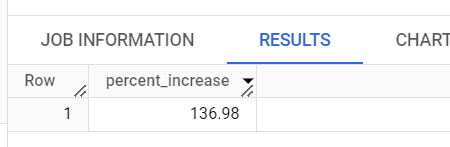 JOB INFORMATION RESULTS CHART
Row percent_increase
1 136.98